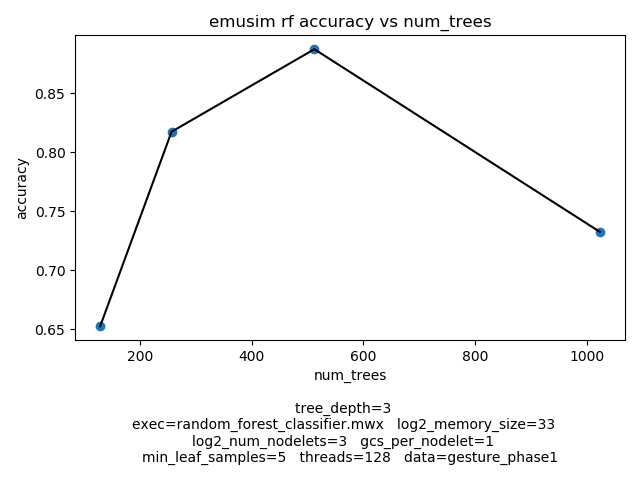 emusim rf accuracy vs num_trees
0.85
0.80
0.75
0.70
0.65
accuracy
200 400 600 800 1000
num_trees
tree_depth=3
exec=random_forest_classifier.mwx log2_memory_size=33
log2_num_nodelets=3 gcs_per_nodelet=1
min_leaf_samples=5 threads=128 data=gesture_phase1